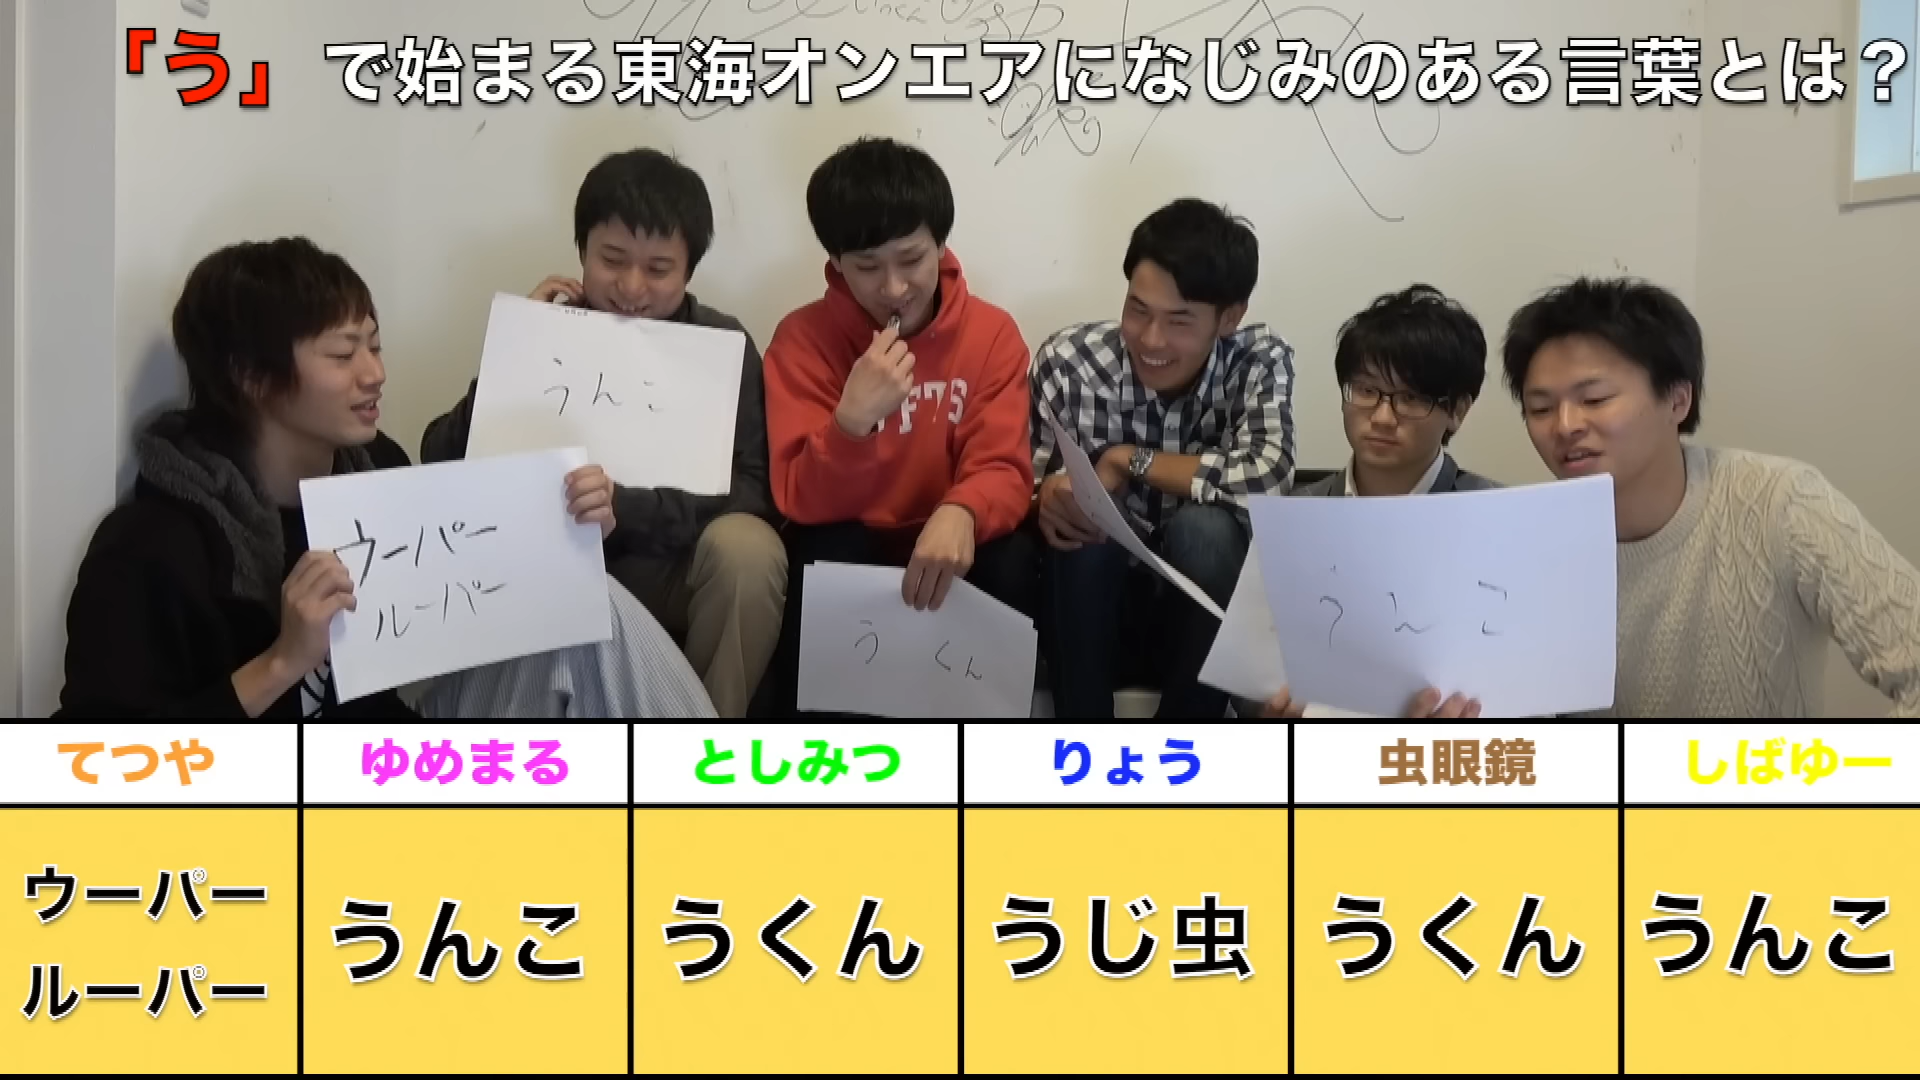 「う」で始まる東海オンエアになじみのある言葉とは？
うんこ
ウーパー
ルーパー
う くん
うんこ
てつや
ゆめまる
としみつ
りょう
虫眼鏡
しばゆー
ウーパー
ルーパー
うんこ
うくん
うじ虫
うくん
うんこ